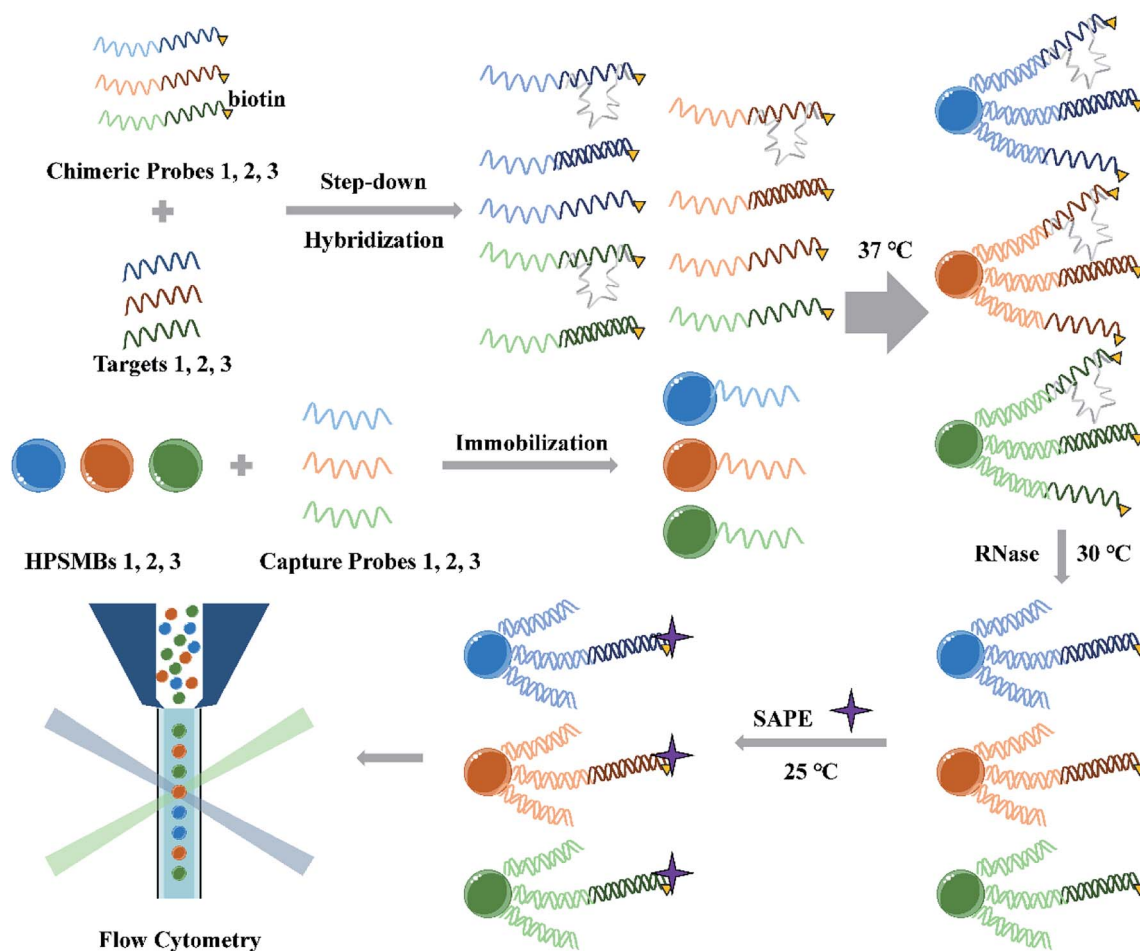 biotin
Chimeric Probes 1, 2, 3
Step-down
Hybridization
Targets 1, 2, 3
37 °C
Immobilization
HPSMBs 1, 2, 3
Capture Probes 1, 2, 3
RNase
30 °C
SAPE
25 °C
Flow Cytometry